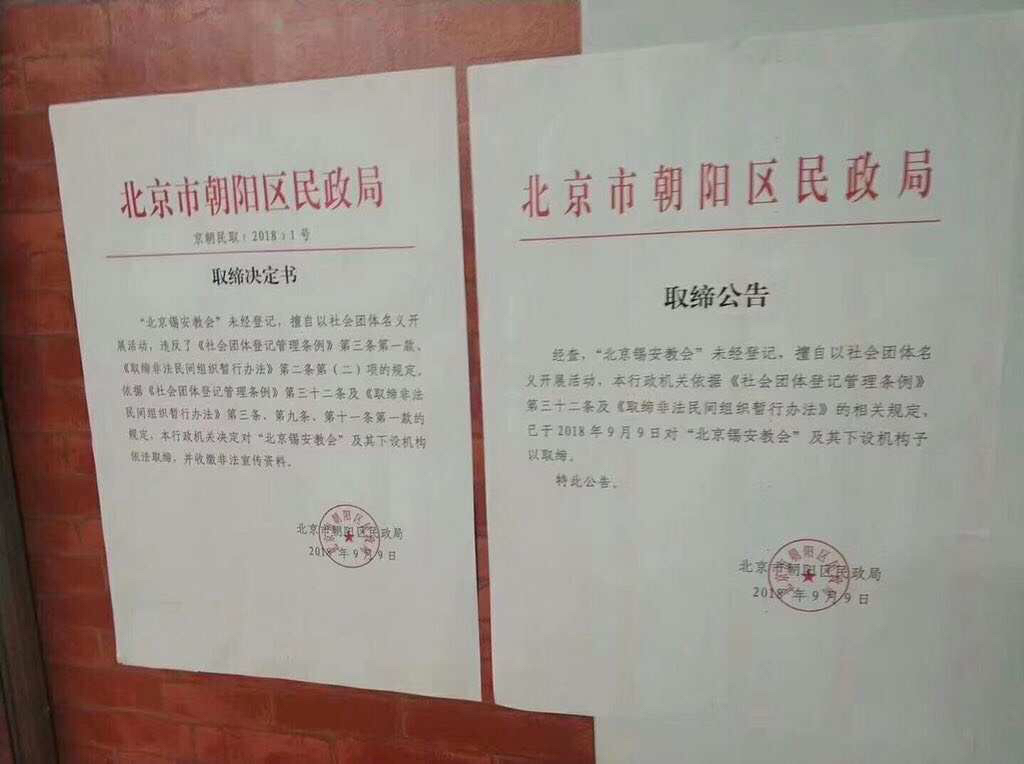 北京市朝阳区民政局
京朝民取﹝2018﹞1号
取缔决定书
“北京锡安教会”未经登记，擅自以社会团体名义开
展活动，违反了《社会团体登记管理条例》第三条第一款、
《取缔非法民间组织暂行办法》第二条第（二）项的规定。
依据《社会团体登记管理条例》第三十二条及《取缔非法
民间组织暂行办法》第三条、第九条、第十一条第一款的
规定，本行政机关决定对“北京锡安教会”及其下设机构
依法取缔，并收缴非法宣传资料。
北京市朝阳区民政局
2018年9月9日
北京市朝阳区民政局
取缔公告
经查，“北京锡安教会”未经登记，擅自以社会团体名
义开展活动，本行政机关依据《社会团体登记管理条例》
第三十二条及《取缔非法民间组织暂行办法》的相关规定，
已于2018年9月9日对“北京锡安教会”及其下设机构予
以取缔。
特此公告。
北京市朝阳区民政局
2018年9月9日